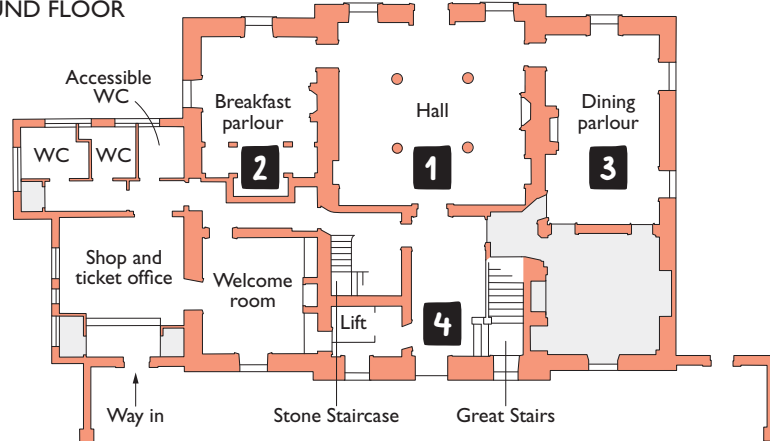 UND FLOOR
Accessible
WC
Breakfast
parlour
Hall
Dining
parlour
WC
WC
2
1
3
Shop and
ticket office
Welcome
room
Lift
4
Way in
Stone Staircase
Great Stairs